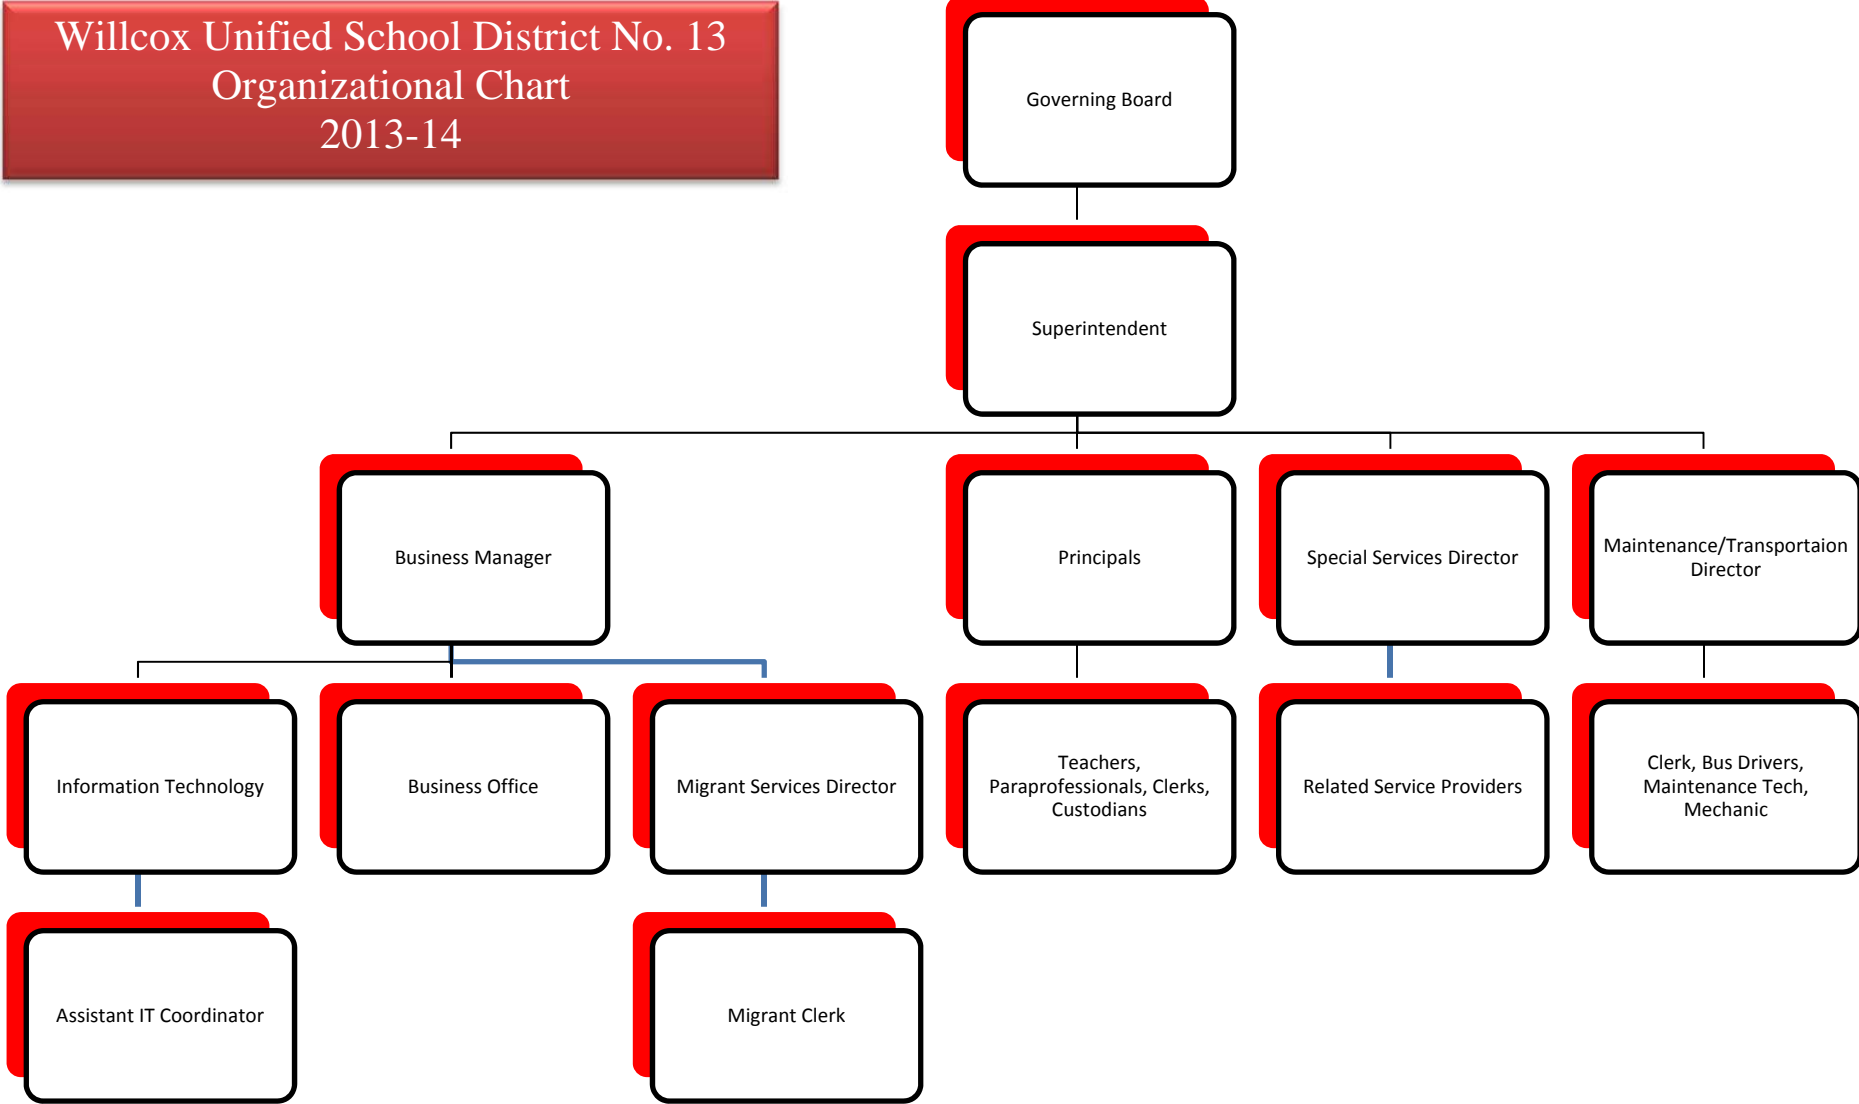 Willcox Unified School District No. 13
Organizational Chart
2013-14
Governing Board
Superintendent
Business Manager
Principals
Special Services Director
Maintenance/Transportaion
Director
Information Technology
Business Office
Migrant Services Director
Teachers,
Paraprofessionals, Clerks,
Custodians
Related Service Providers
Clerk, Bus Drivers,
Maintenance Tech,
Mechanic
Assistant IT Coordinator
Migrant Clerk